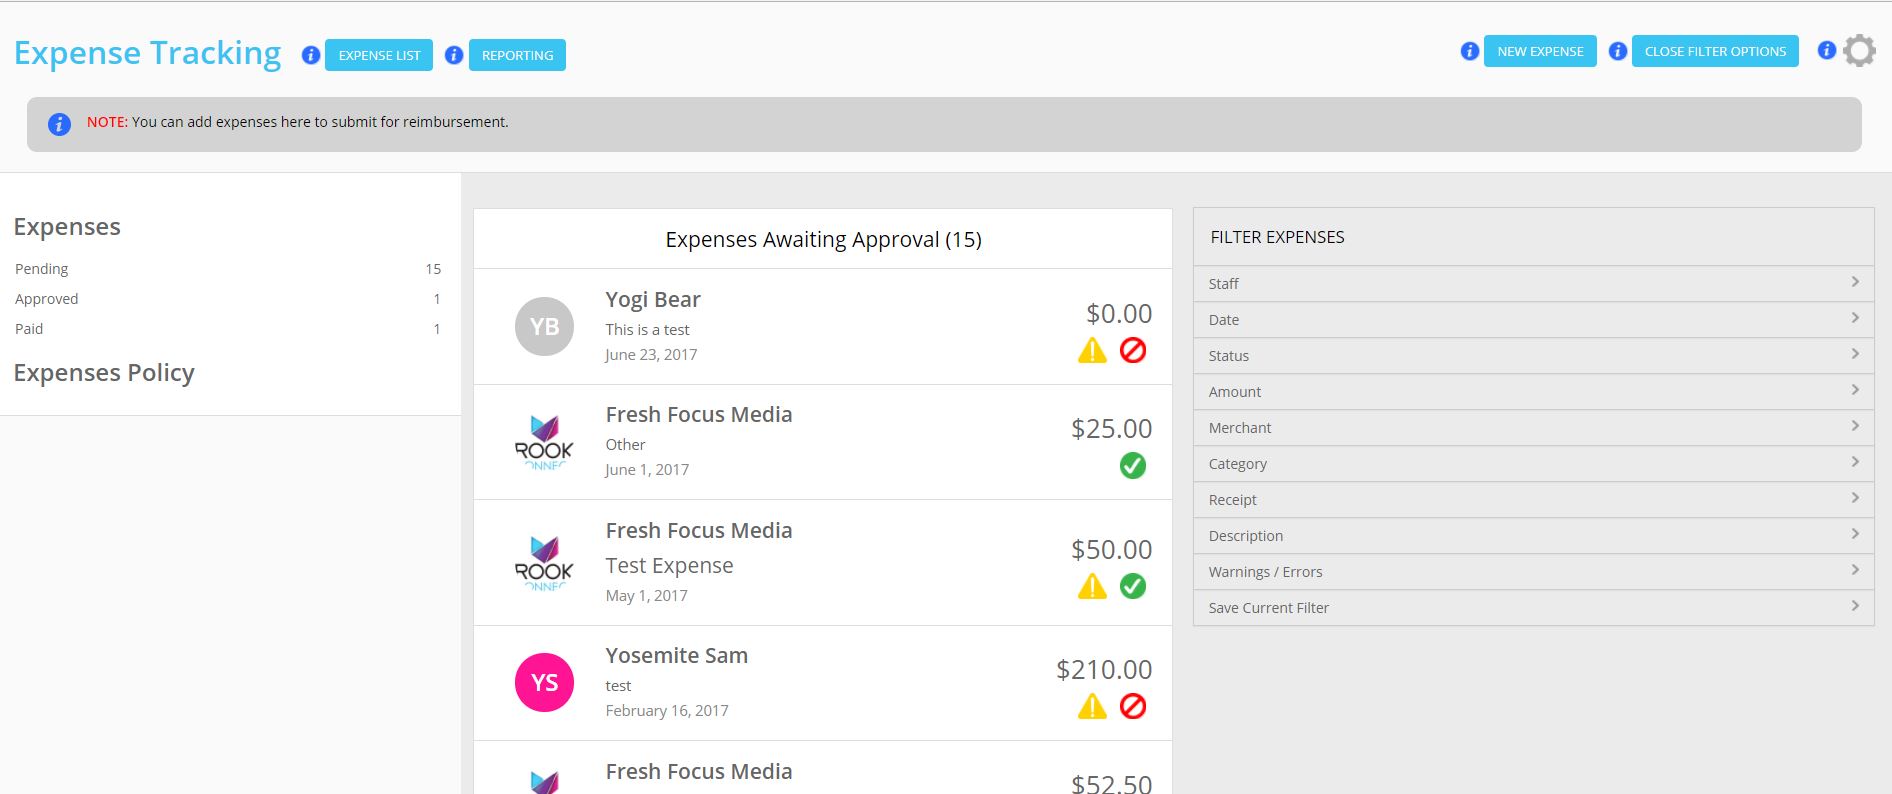 Expense Tracking
EXPENSE LIST
REPORTING
NEW EXPENSE
CLOSE FILTER OPTIONS
NOTE: You can add expenses here to submit for reimbursement.
Expenses
Pending 15
Approved 1
Paid 1
Expenses Policy
Expenses Awaiting Approval (15)
YB
Yogi Bear
This is a test
June 23, 2017
$0.00
ROOK
Fresh Focus Media
Other
June 1, 2017
$25.00
ROOK
Fresh Focus Media
Test Expense
May 1, 2017
$50.00
YS
Yosemite Sam
test
February 16, 2017
$210.00
Fresh Focus Media
$52.50
FILTER EXPENSES
Staff
Date
Status
Amount
Merchant
Category
Receipt
Description
Warnings / Errors
Save Current Filter